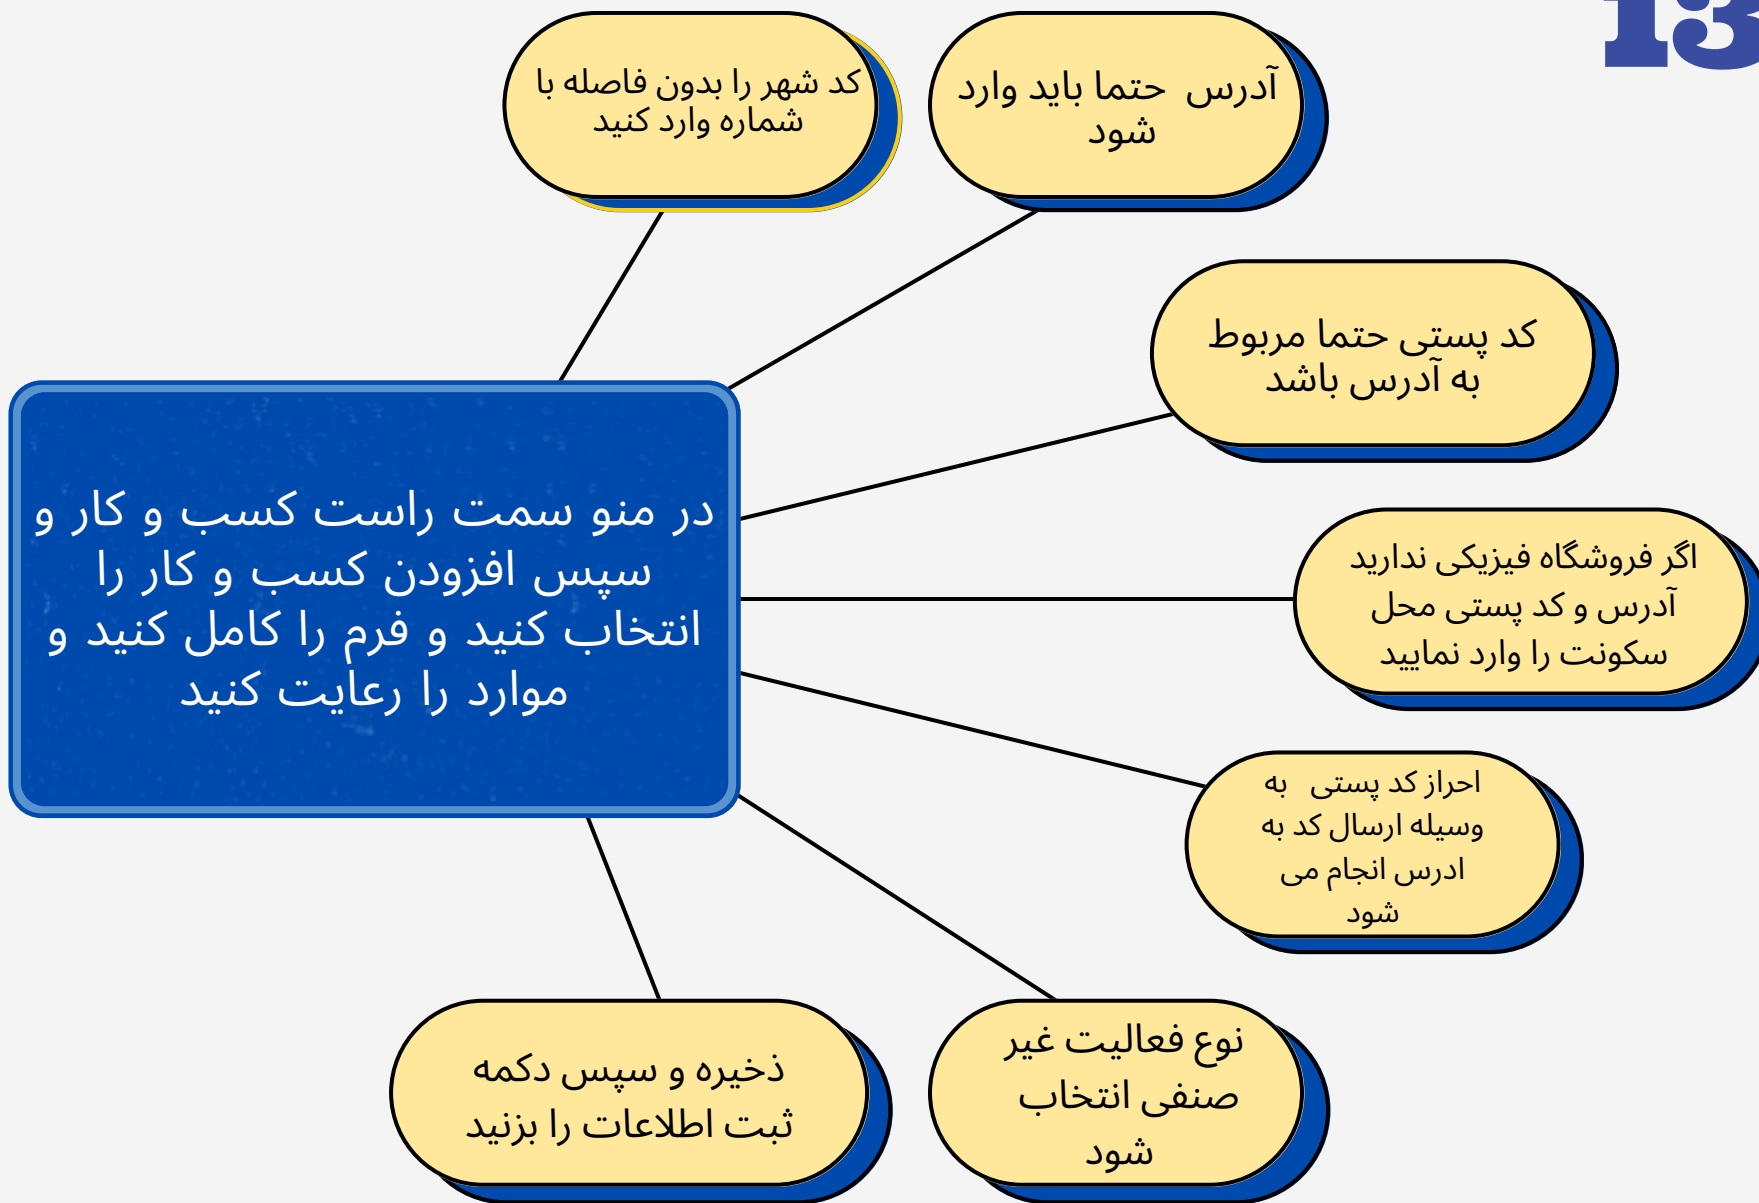 13
کد شهر را بدون فاصله با
شماره وارد کنید
آدرس حتما باید وارد
شود
کد پستی حتما مربوط
به آدرس باشد
در منو سمت راست کسب و کار و
سپس افزودن کسب و کار را
انتخاب کنید و فرم را کامل کنید و
موارد را رعایت کنید
اگر فروشگاه فیزیکی ندارید
آدرس و کد پستی محل
سکونت را وارد نمایید
احراز کد پستی به
وسیله ارسال کد به
ادرس انجام می
شود
نوع فعالیت غیر
صنفی انتخاب
شود
ذخیره و سپس دکمه
ثبت اطلاعات را بزنید